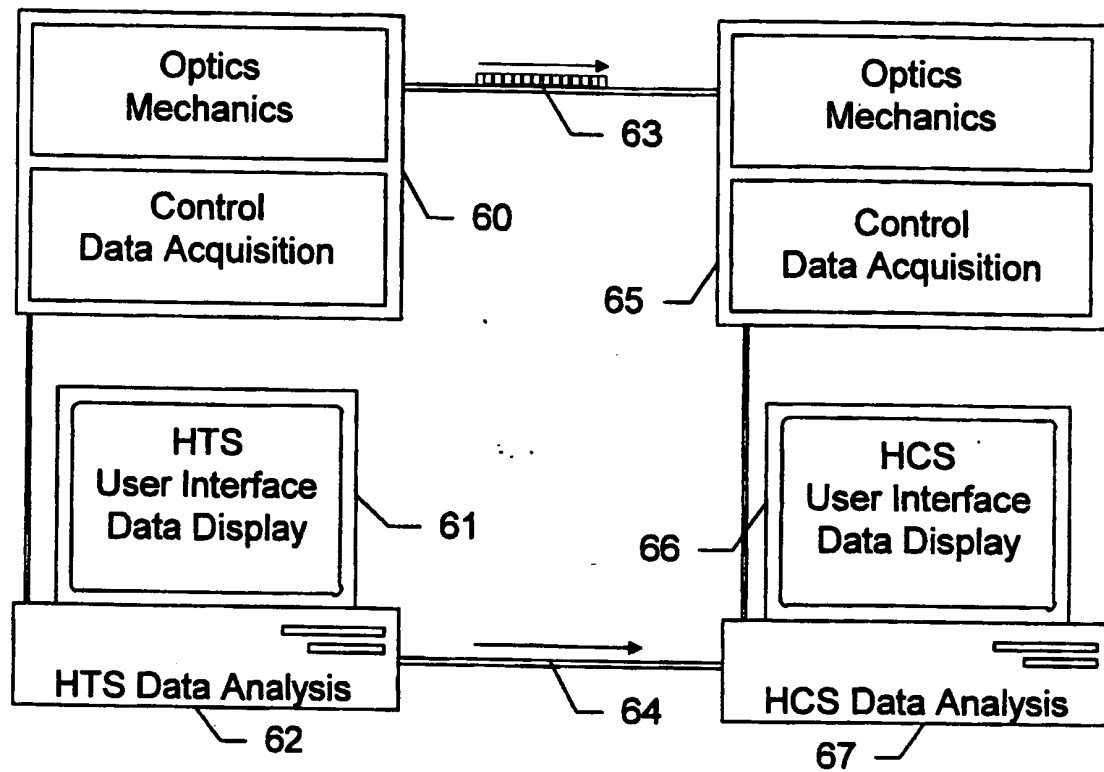 Optics
Mechanics
Control
Data Acquisition
60
63
Optics
Mechanics
Control
Data Acquisition
65
HTS
User Interface
Data Display
61
HTS Data Analysis
62
64
HCS
User Interface
Data Display
66
HCS Data Analysis
67